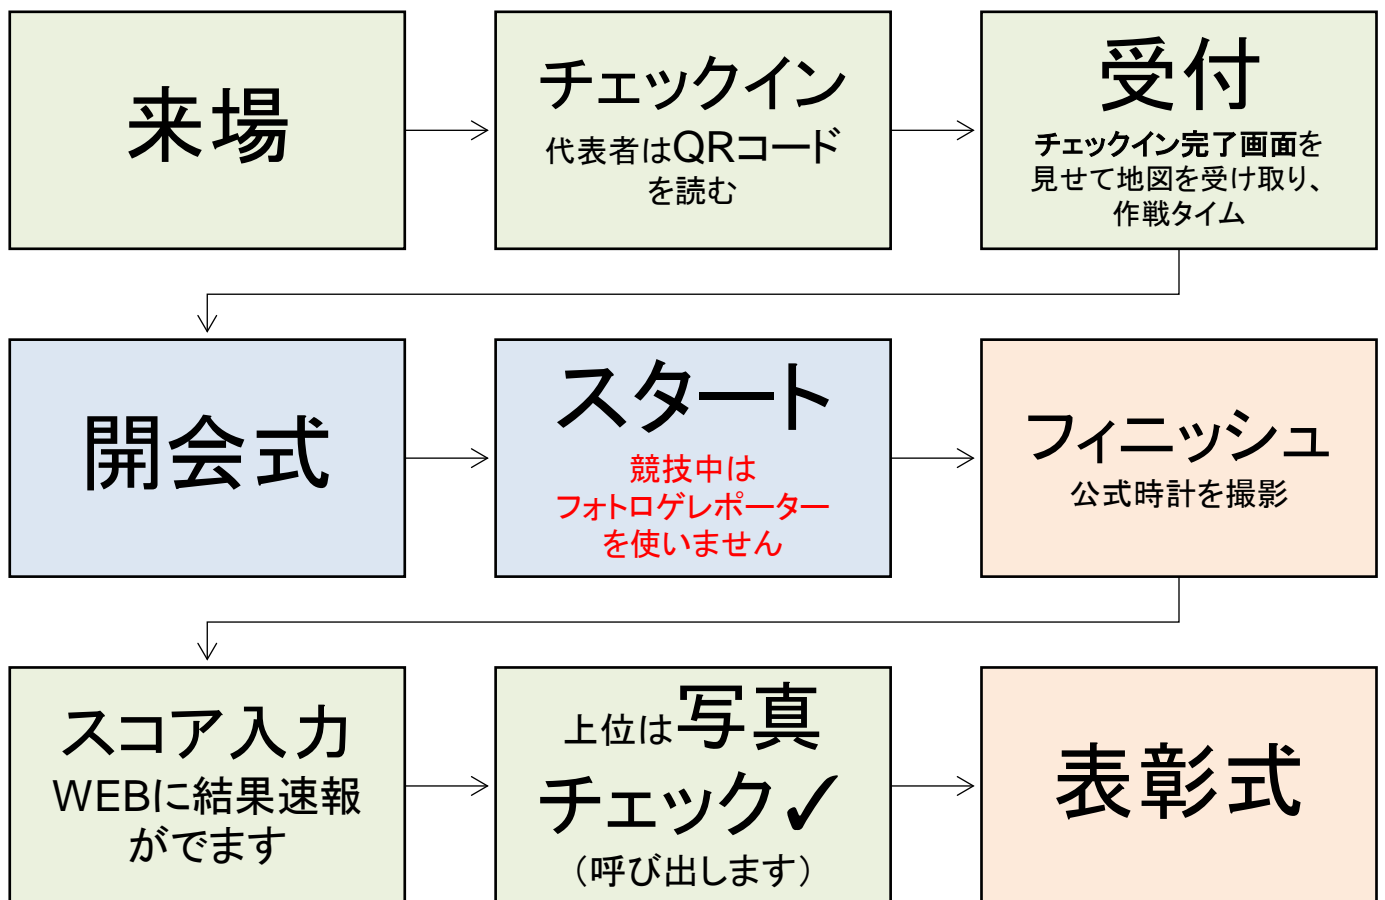 来場
チェックイン
代表者はQRコード
を読む
受付
チェックイン完了画面を
見せて地図を受け取り、
作戦タイム
開会式
スタート
競技中は
フォトロゲレポーター
を使いません
フィニッシュ
公式時計を撮影
スコア入力
WEBに結果速報
がでます
上位は写真
チェック✓
（呼び出します）
表彰式